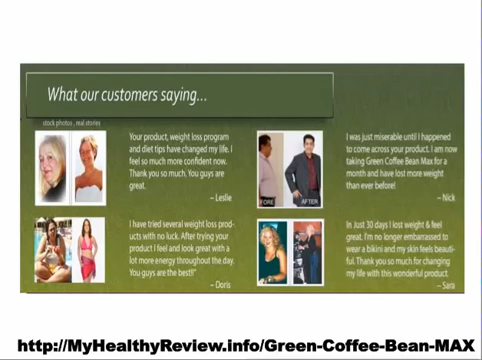 What our customers saying...
stock photos , real stories
Your product, weight loss program
and diet tips have changed my life. I
feel so much more confident now.
Thank you so much. You guys are
great.
– Leslie
I was just miserable until I happened
to come across your product. I am now
taking Green Coffee Bean Max for a
month and have lost more weight
than ever before!
– Nick
FORE
AFTER
I have tried several weight loss prod-
ucts with no luck. After trying your
product I feel and look great with a
lot more energy throughout the day.
You guys are the best!!"
– Doris
In Just 30 days I lost weight & feel
great. I'm no longer embarrassed to
wear a bikini and my skin feels beauti-
ful. Thank you so much for changing
my life with this wonderful product.
– Sara
http://MyHealthyReview.info/Green-Coffee-Bean-MAX